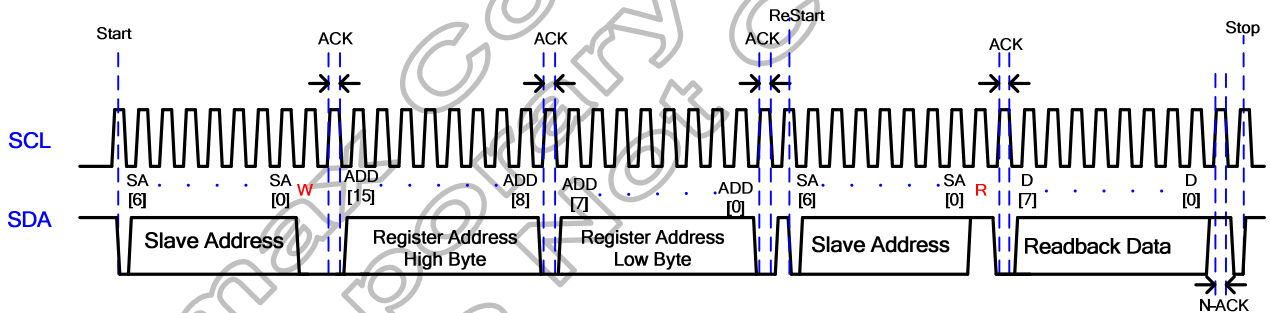 Start ACK ACK ACK ReStart ACK Stop
SCL
SA [6] . . . . . SA [0] W ADD [15] . . . . . ADD [8] ADD [7] . . . . . ADD [0] SA [6] . . . . . SA [0] R D [7] . . . . . D [0]
SDA
Slave Address
Register Address
High Byte
Register Address
Low Byte
Slave Address
Readback Data
N-ACK
Not